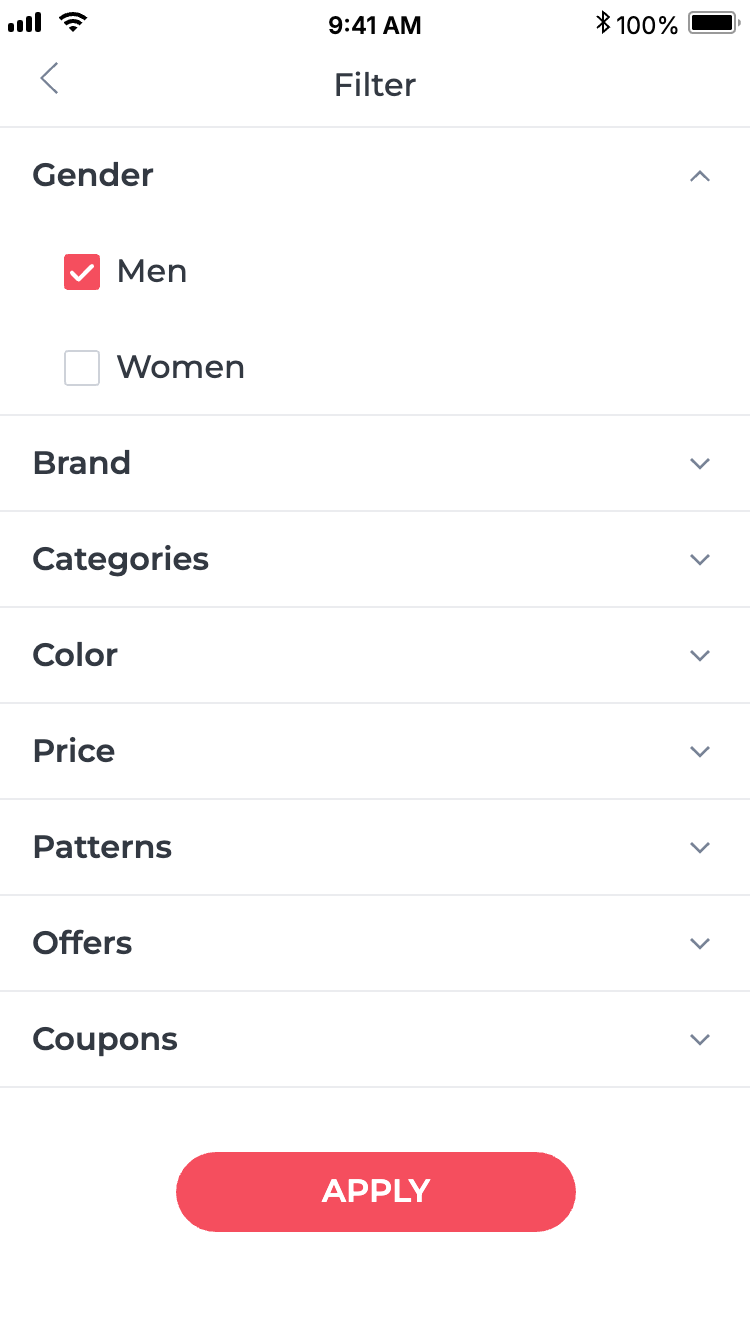 9:41 AM
100%
Filter
Gender
Men
Women
Brand
Categories
Color
Price
Patterns
Offers
Coupons
APPLY